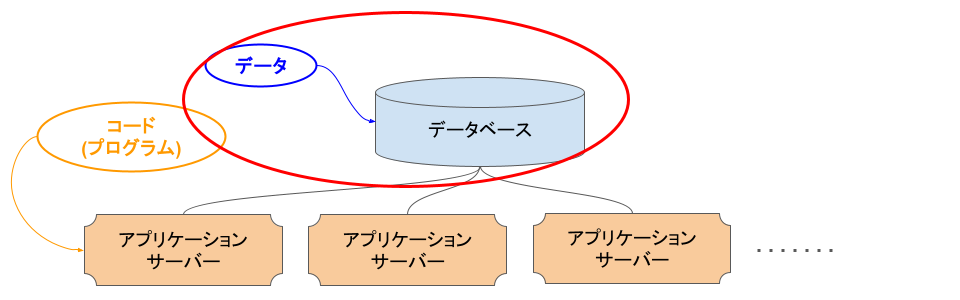 データ
コード
(プログラム)
データベース
アプリケーション
サーバー
アプリケーション
サーバー
アプリケーション
サーバー
.......